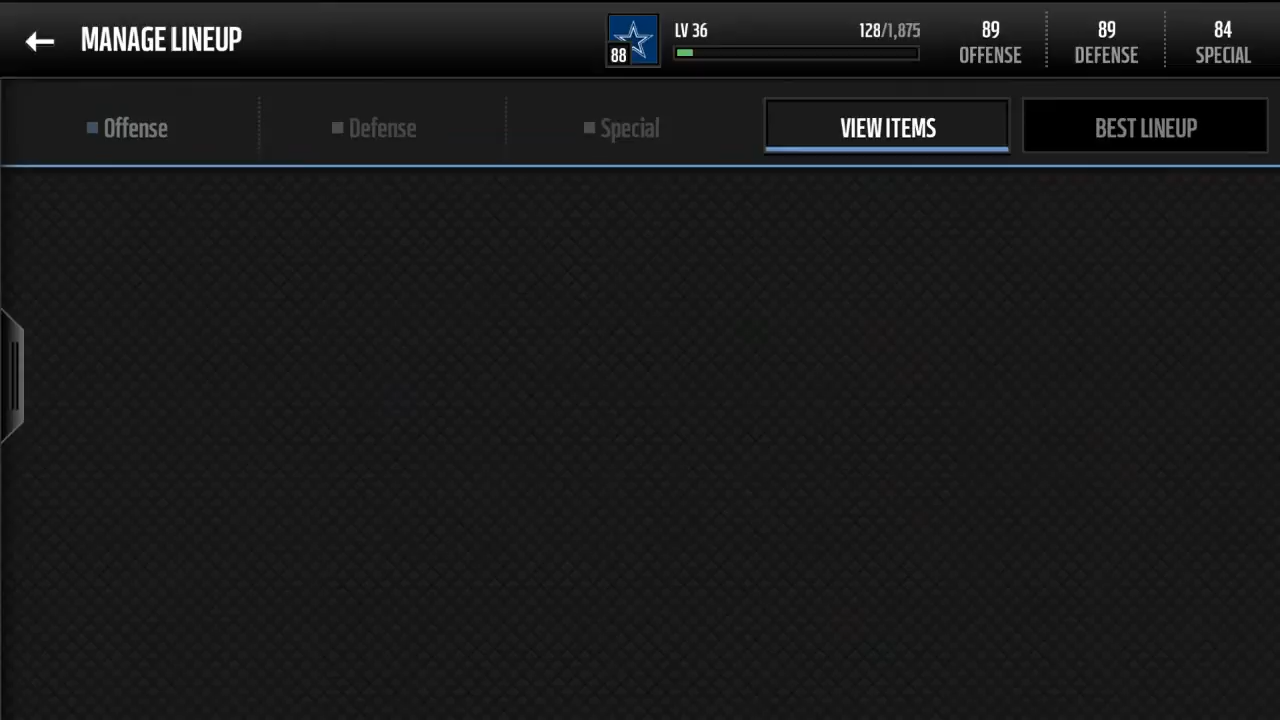 MANAGE LINEUP
88
LV 36
128/1,875
89
OFFENSE
89
DEFENSE
84
SPECIAL
Offense
Defense
Special
VIEW ITEMS
BEST LINEUP